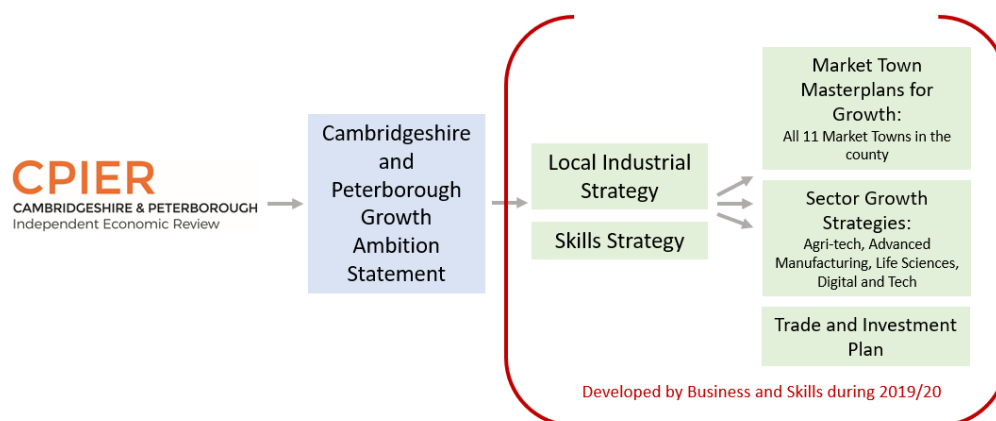 CPIER
CAMBRIDGESHIRE & PETERBOROUGH
Independent Economic Review
Cambridgeshire
and
Peterborough
Growth
Ambition
Statement
Local Industrial
Strategy
Skills Strategy
Market Town
Masterplans for
Growth:
All 11 Market Towns in the
county
Sector Growth
Strategies:
Agri-tech, Advanced
Manufacturing, Life Sciences,
Digital and Tech
Trade and Investment
Plan
Developed by Business and Skills during 2019/20